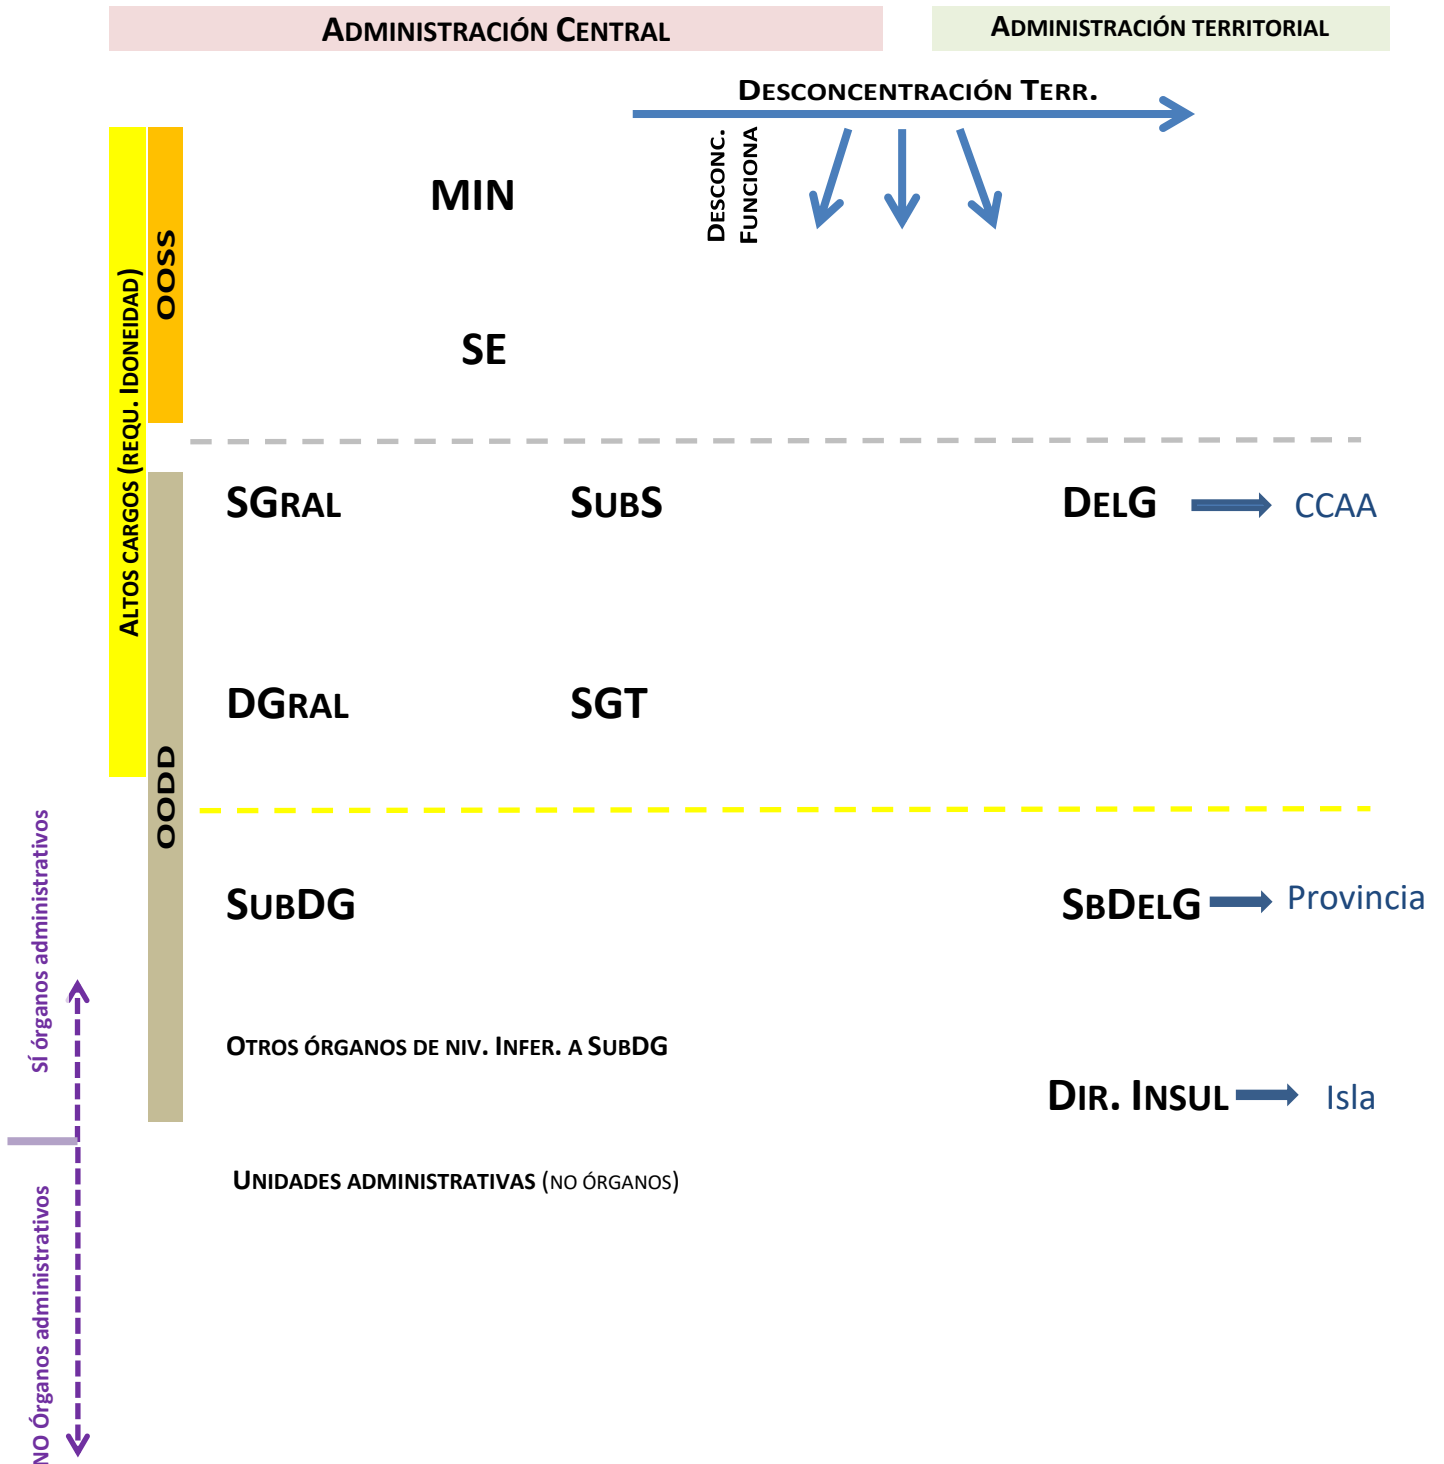 ADMINISTRACIÓN CENTRAL
ADMINISTRACIÓN TERRITORIAL
DESCONCENTRACIÓN TERR.
DESCONC.
FUNCIONA
MIN
OOSS
ALTOS CARGOS (REQU. IDONEIDAD)
SE
SGRAL
SUBS
DELG
CCAA
DGRAL
SGT
OODD
SUBDG
SBDELG
Provincia
SÍ órganos administrativos
OTROS ÓRGANOS DE NIV. INFER. A SUBDG
DIR. INSUL
Isla
UNIDADES ADMINISTRATIVAS (NO ÓRGANOS)
NO Órganos administrativos